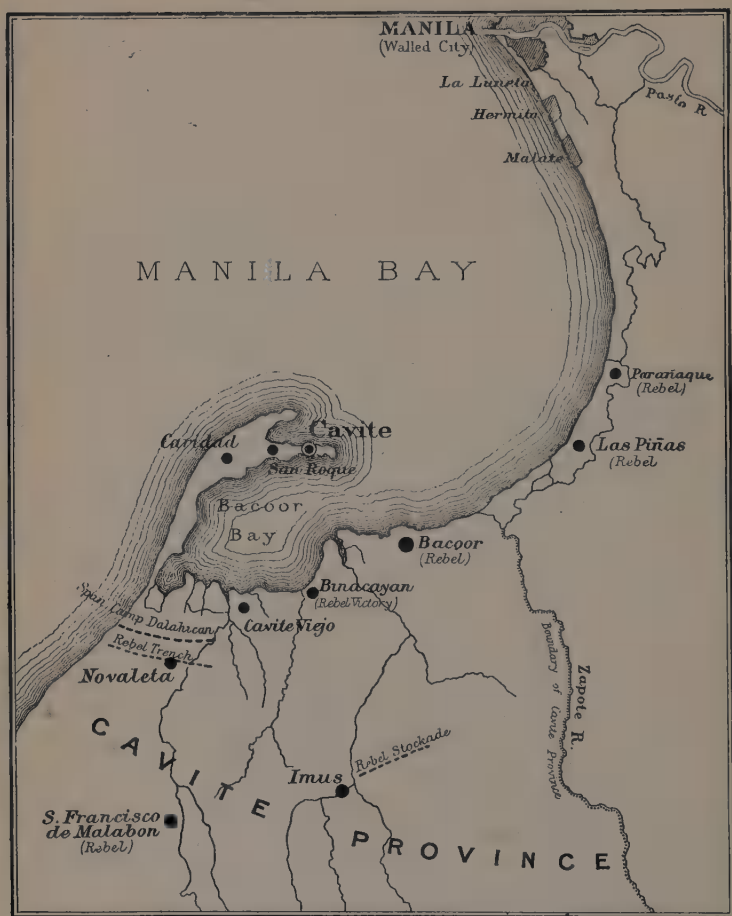 MANILA
(Walled City)
La Luneta
Hermita
Malate
Pasig R
MANILA BAY
Parañaque
(Rebel)
Cavite
Caridad
San Roque
Las Piñas
(Rebel
Bacoor
Bay
Bacoor
(Rebel)
Binacayan
(Rebel Victory)
Span. Camp Dalahican
Cavite Viejo
Rebel Trench
Novaleta
Zapote R.
Boundary of Cavite Province
CAVITE PROVINCE
Rebel Stockade
Imus
S. Francisco
de Malabon
(Rebel)